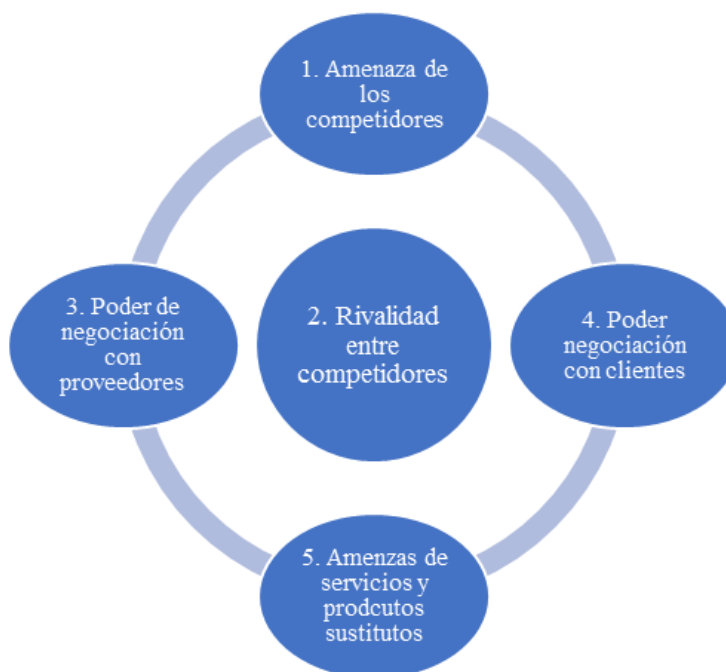 1. Amenaza de
los
competidores
3. Poder de
negociación
con
proveedores
2. Rivalidad
entre
competidores
4. Poder
negociación
con clientes
5. Amenzas de
servicios y
prodcutos
sustitutos